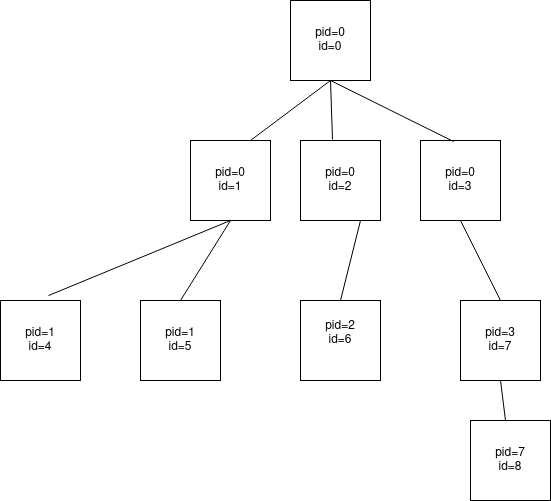 pid=0
id=0
pid=0
id=1
pid=0
id=2
pid=0
id=3
pid=1
id=4
pid=1
id=5
pid=2
id=6
pid=3
id=7
pid=7
id=8